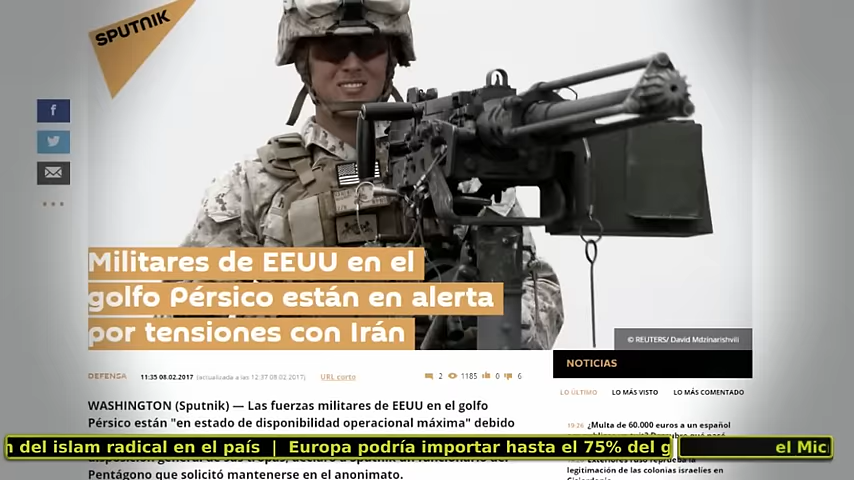 SPUTNIK
f
Militares de EEUU en el
golfo Pérsico están en alerta
por tensiones con Irán
© REUTERS/ David Mdzinarishvili
DEFENSA 11:35 08.02.2017 (actualizada a las 12:37 08.02.2017) URL corto 2 1185 0 6
WASHINGTON (Sputnik) — Las fuerzas militares de EEUU en el golfo
Pérsico están "en estado de disponibilidad operacional máxima" debido
Pentágono que solicitó mantenerse en el anonimato.
NOTICIAS
LO ÚLTIMO LO MÁS VISTO LO MÁS COMENTADO
19:26 ¿Multa de 60.000 euros a un español
legitimación de las colonias israelíes en
n del islam radical en el país | Europa podría importar hasta el 75% del g
el Mic